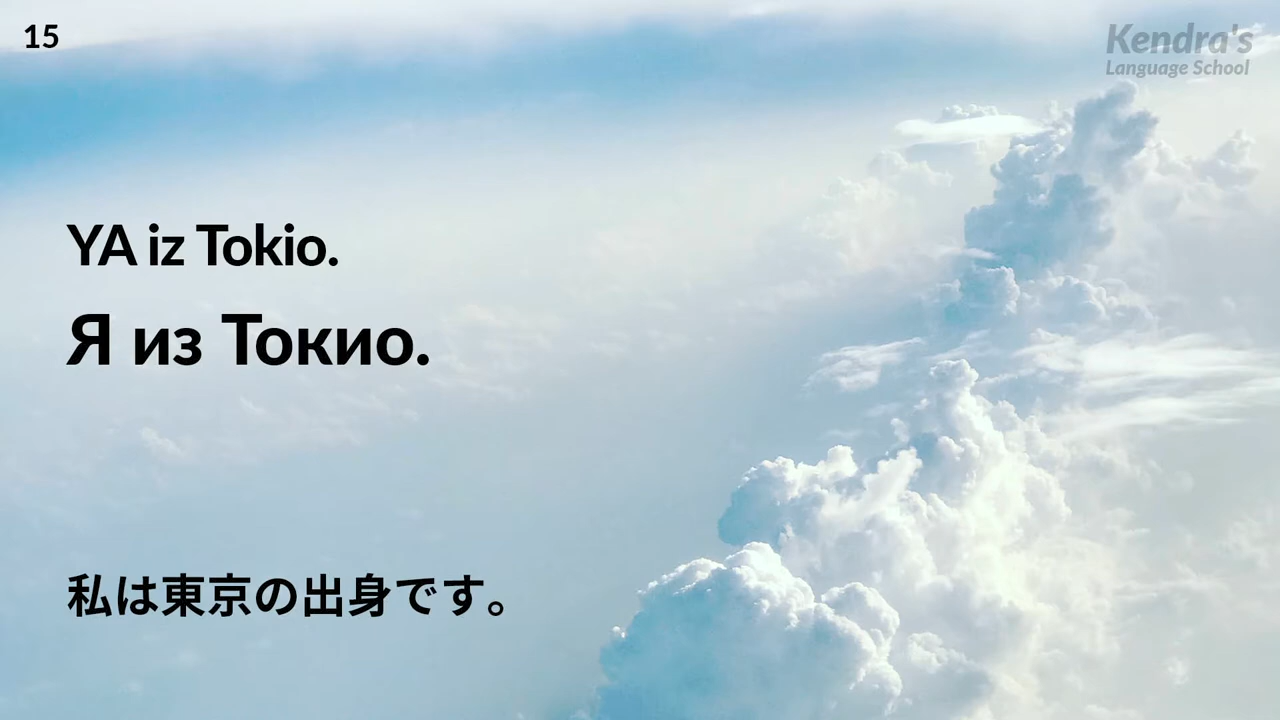 15
Kendra's
Language School
YA iz Tokio.
Я из Токио.
私は東京の出身です。